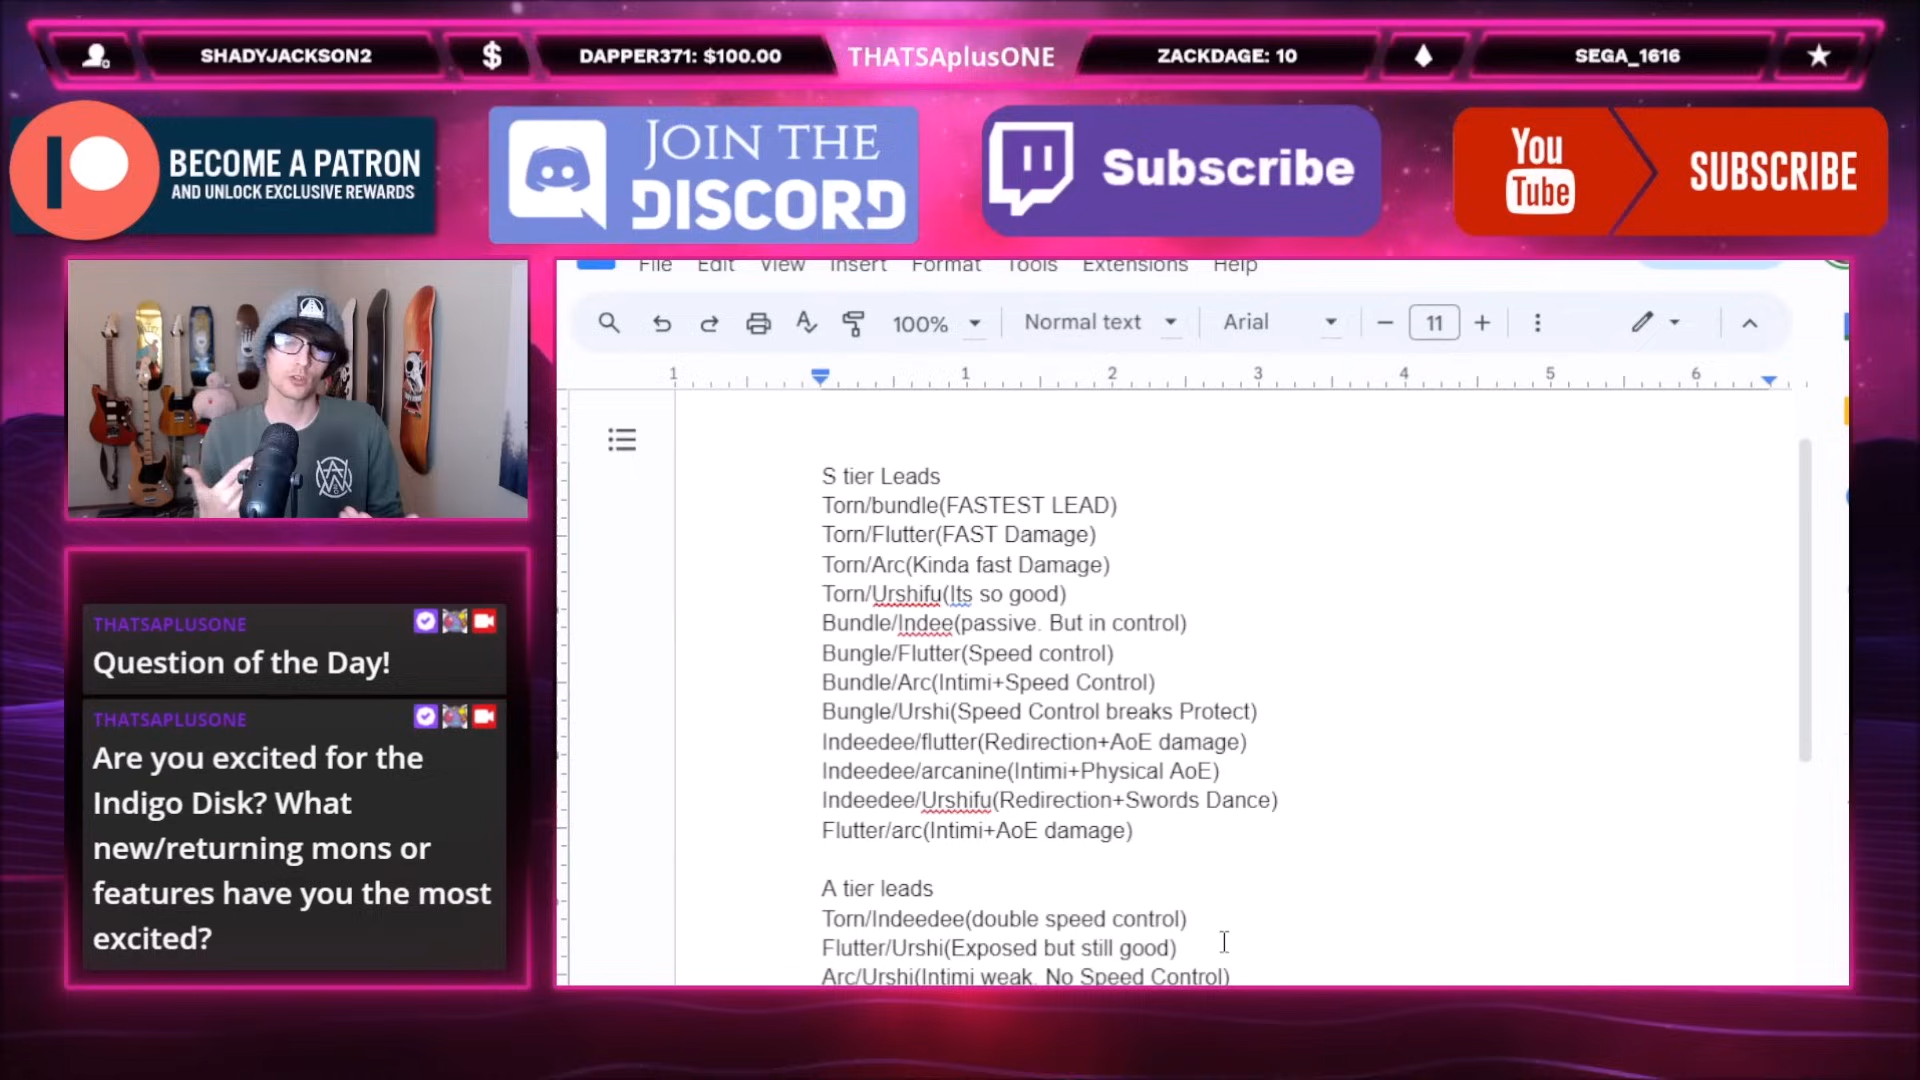 SHADYJACKSON2
$
DAPPER371: $100.00
THATSAplusONE
ZACKDAGE: 10
SEGA_1616
BECOME A PATRON
AND UNLOCK EXCLUSIVE REWARDS
JOIN THE
DISCORD
Subscribe
You
Tube
SUBSCRIBE
File Edit View Insert Format Tools Extensions Help
100% Normal text Arial 11
1 1 2 3 4 5 6
S tier Leads
Torn/bundle(FASTEST LEAD)
Torn/Flutter(FAST Damage)
Torn/Arc(Kinda fast Damage)
Torn/Urshifu(Its so good)
Bundle/Indee(passive. But in control)
Bungle/Flutter(Speed control)
Bundle/Arc(Intimi+Speed Control)
Bungle/Urshi(Speed Control breaks Protect)
Indeedee/flutter(Redirection+AoE damage)
Indeedee/arcanine(Intimi+Physical AoE)
Indeedee/Urshifu(Redirection+Swords Dance)
Flutter/arc(Intimi+AoE damage)
A tier leads
Torn/Indeedee(double speed control)
Flutter/Urshi(Exposed but still good)
Arc/Urshi(Intimi weak. No Speed Control)
THATSAPLUSONE
Question of the Day!
THATSAPLUSONE
Are you excited for the
Indigo Disk? What
new/returning mons or
features have you the most
excited?